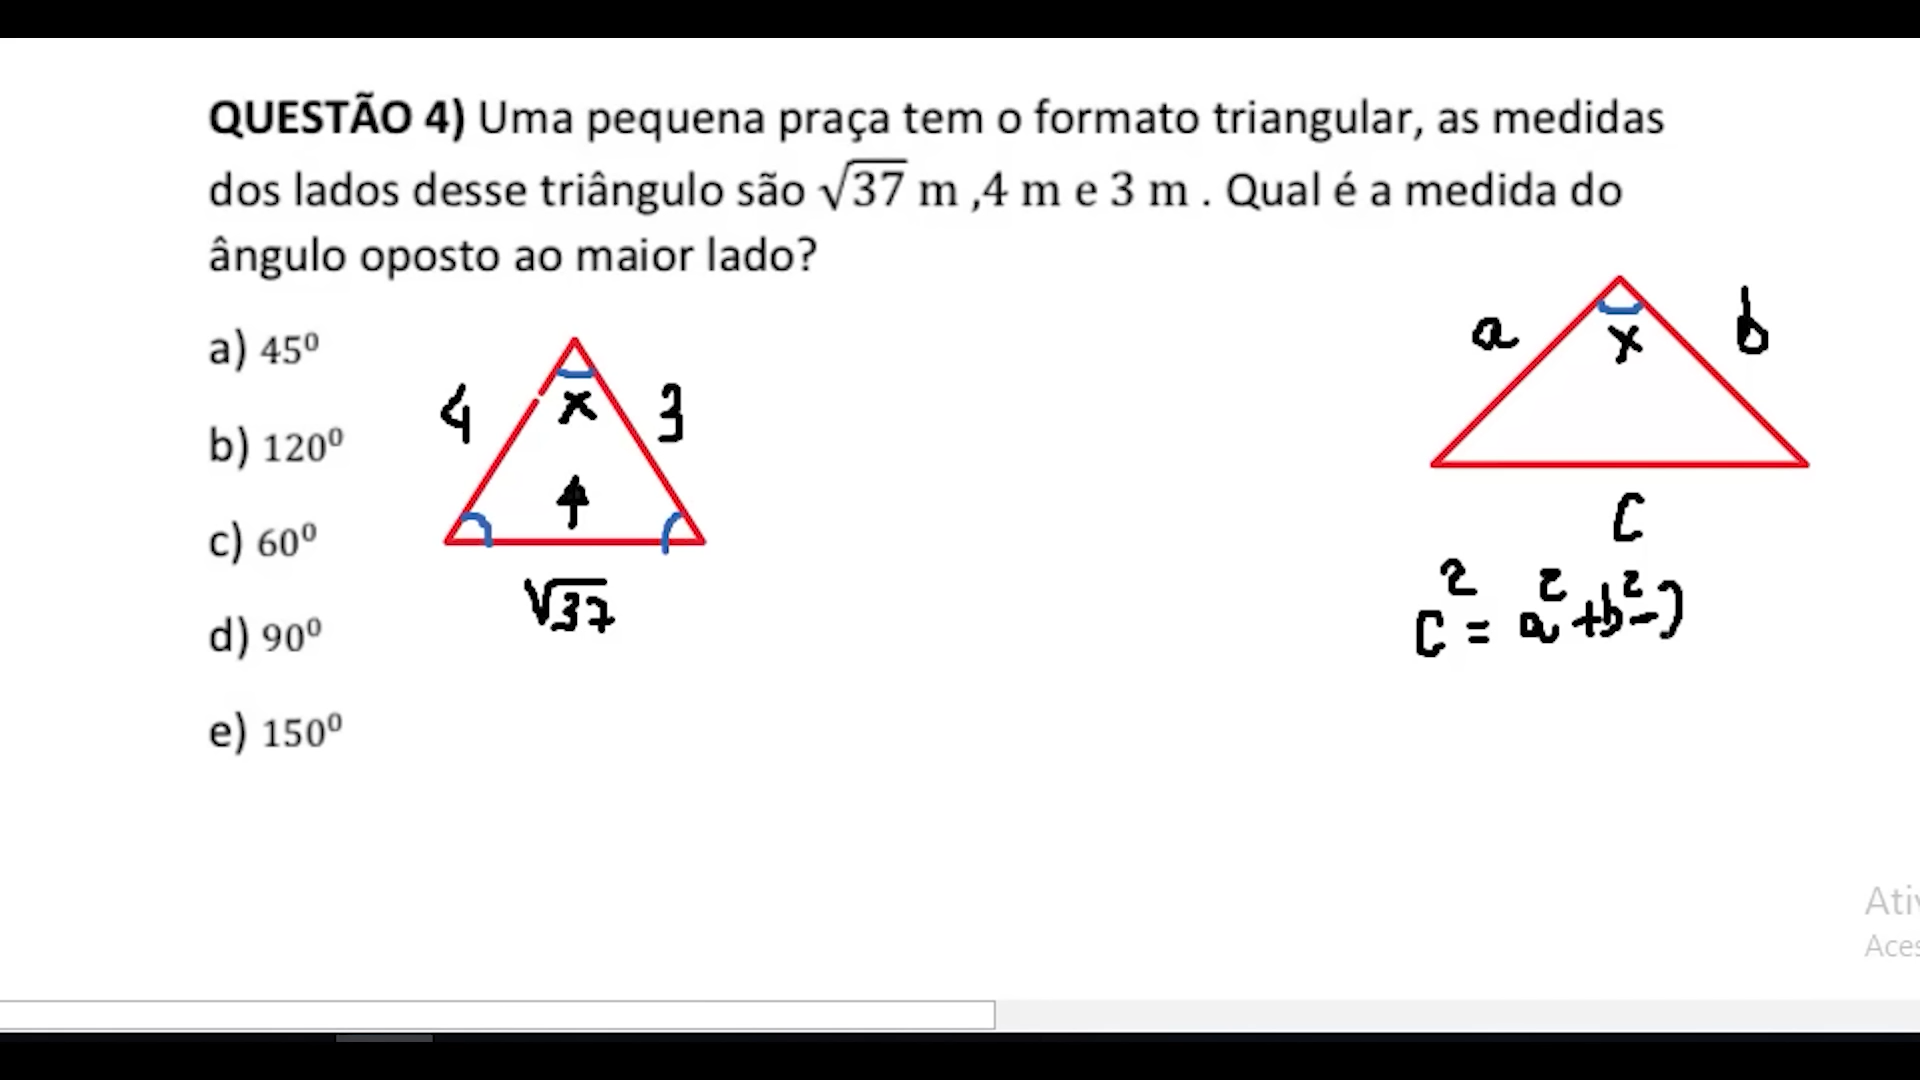 QUESTÃO 4) Uma pequena praça tem o formato triangular, as medidas
dos lados desse triângulo são √37 m ,4 m e 3 m . Qual é a medida do
ângulo oposto ao maior lado?
a) 45⁰
b) 120⁰
c) 60⁰
d) 90⁰
e) 150⁰
4 x 3
√37
a x b
c
c² = a² + b² -